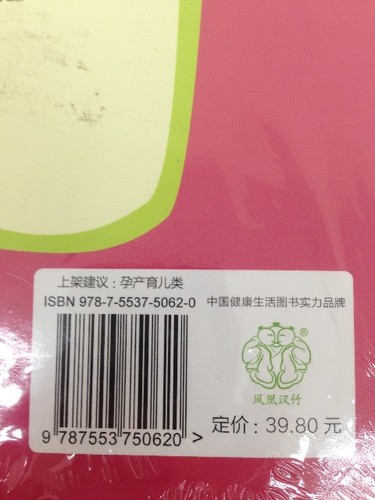 上架建议：孕产育儿类
ISBN 978-7-5537-5062-0 中国健康生活图书实力品牌
®
凤凰汉竹
9 787553 750620 >
定价：39.80 元